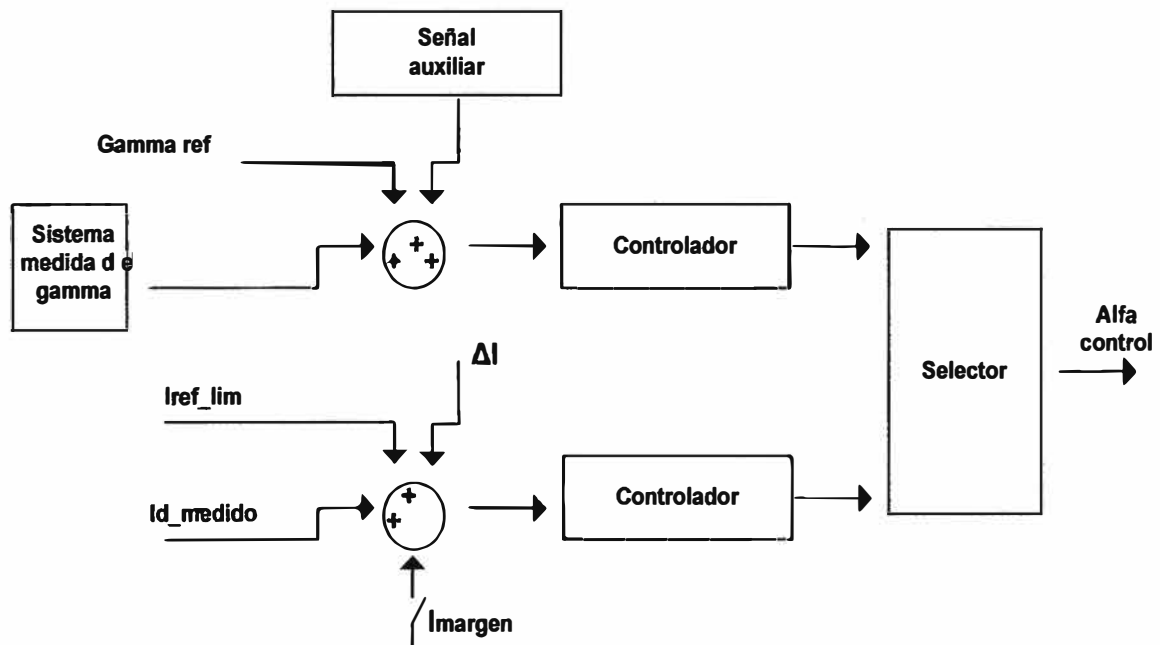 Señal
auxiliar
Gamma ref
Sistema
medida d e
gamma
+
+ +
Controlador
Selector
Alfa
control
ΔI
Iref_lim
Id_medido
+
+
Controlador
Imargen